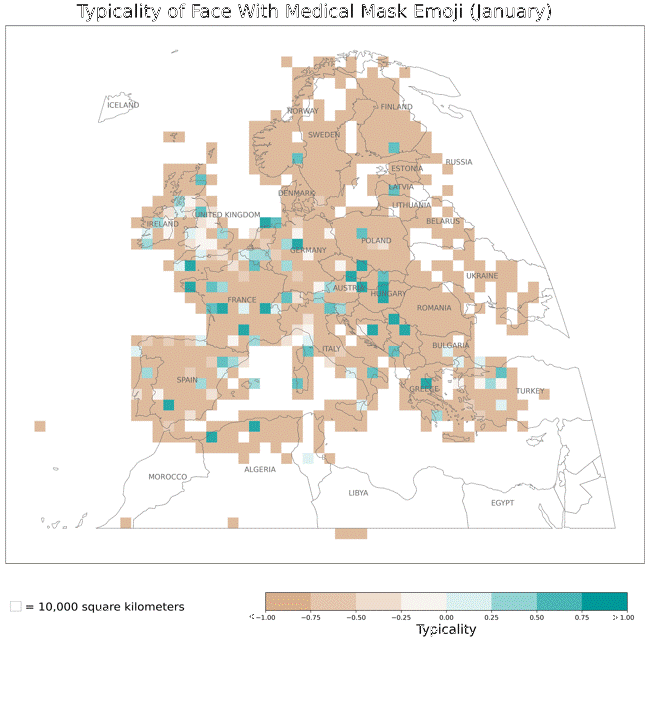 Typicality of Face With Medical Mask Emoji (January)
ICELAND
NORWAY
FINLAND
SWEDEN
RUSSIA
ESTONIA
LATVIA
DENMARK
LITHUANIA
UNITED KINGDOM
IRELAND
BELARUS
POLAND
GERMANY
UKRAINE
AUSTRIA
HUNGARY
FRANCE
ROMANIA
ITALY
BULGARIA
SPAIN
GREECE
TURKEY
ALGERIA
MOROCCO
LIBYA
EGYPT
= 10,000 square kilometers
<−1.00 −0.75 −0.50 −0.25 0.00 0.25 0.50 0.75 >1.00
Typicality